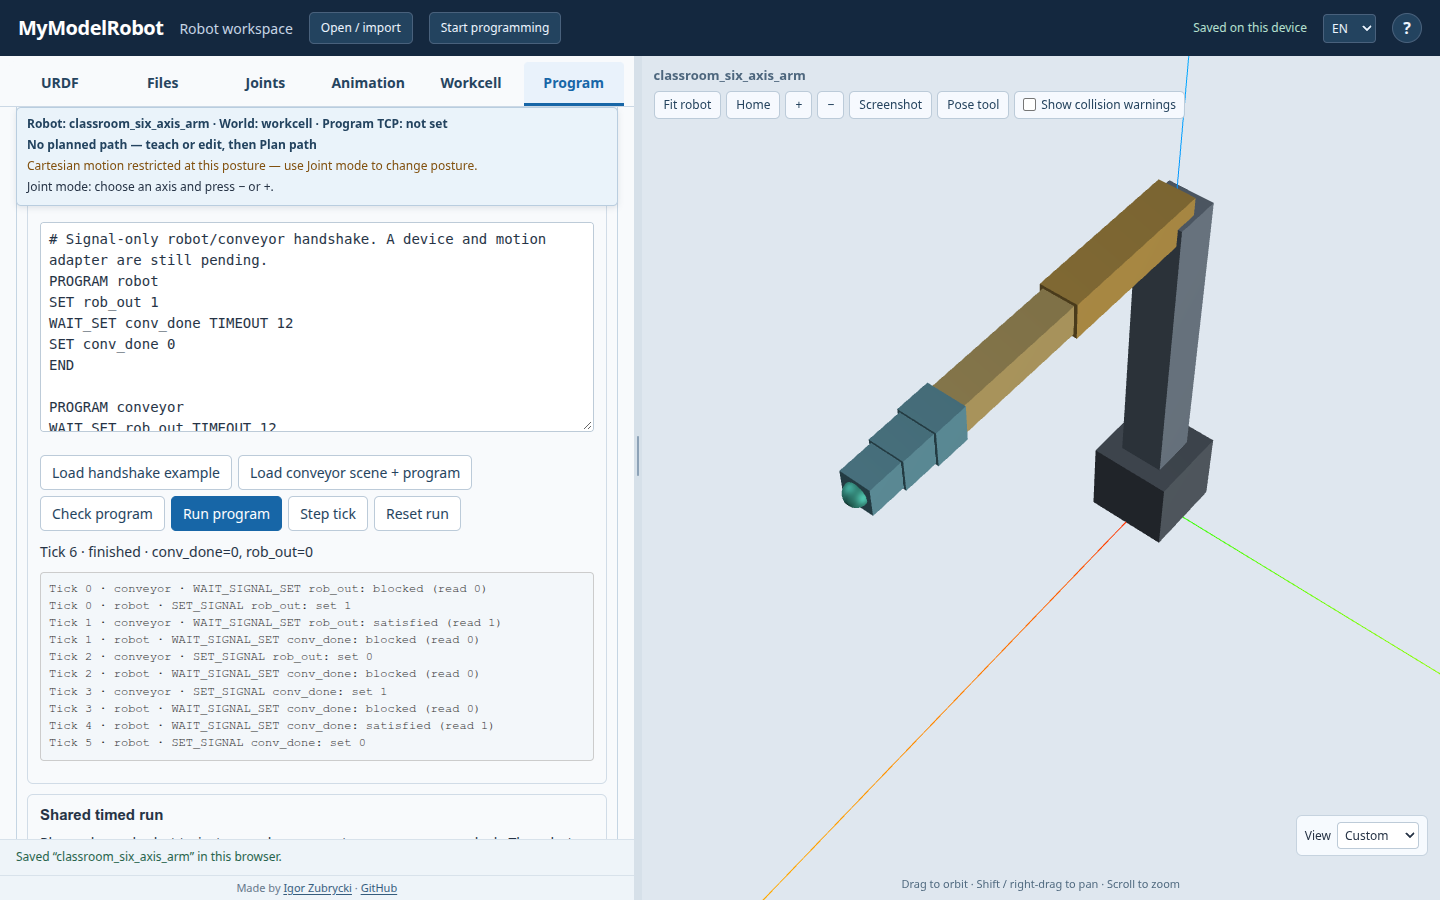 MyModelRobot Robot workspace Open / import Start programming Saved on this device EN ?
URDF Files Joints Animation Workcell Program
Robot: classroom_six_axis_arm · World: workcell · Program TCP: not set
No planned path — teach or edit, then Plan path
Cartesian motion restricted at this posture — use Joint mode to change posture.
Joint mode: choose an axis and press − or +.
# Signal-only robot/conveyor handshake. A device and motion
adapter are still pending.
PROGRAM robot
SET rob_out 1
WAIT_SET conv_done TIMEOUT 12
SET conv_done 0
END
PROGRAM conveyor
WAIT_SET rob_out TIMEOUT 12
Load handshake example Load conveyor scene + program
Check program Run program Step tick Reset run
Tick 6 · finished · conv_done=0, rob_out=0
Tick 0 · conveyor · WAIT_SIGNAL_SET rob_out: blocked (read 0)
Tick 0 · robot · SET_SIGNAL rob_out: set 1
Tick 1 · conveyor · WAIT_SIGNAL_SET rob_out: satisfied (read 1)
Tick 1 · robot · WAIT_SIGNAL_SET conv_done: blocked (read 0)
Tick 2 · conveyor · SET_SIGNAL rob_out: set 0
Tick 2 · robot · WAIT_SIGNAL_SET conv_done: blocked (read 0)
Tick 3 · conveyor · SET_SIGNAL conv_done: set 1
Tick 3 · robot · WAIT_SIGNAL_SET conv_done: blocked (read 0)
Tick 4 · robot · WAIT_SIGNAL_SET conv_done: satisfied (read 1)
Tick 5 · robot · SET_SIGNAL conv_done: set 0
Shared timed run
Saved “classroom_six_axis_arm” in this browser.
Made by Igor Zubrycki · GitHub
classroom_six_axis_arm
Fit robot Home + − Screenshot Pose tool Show collision warnings
View Custom
Drag to orbit · Shift / right-drag to pan · Scroll to zoom